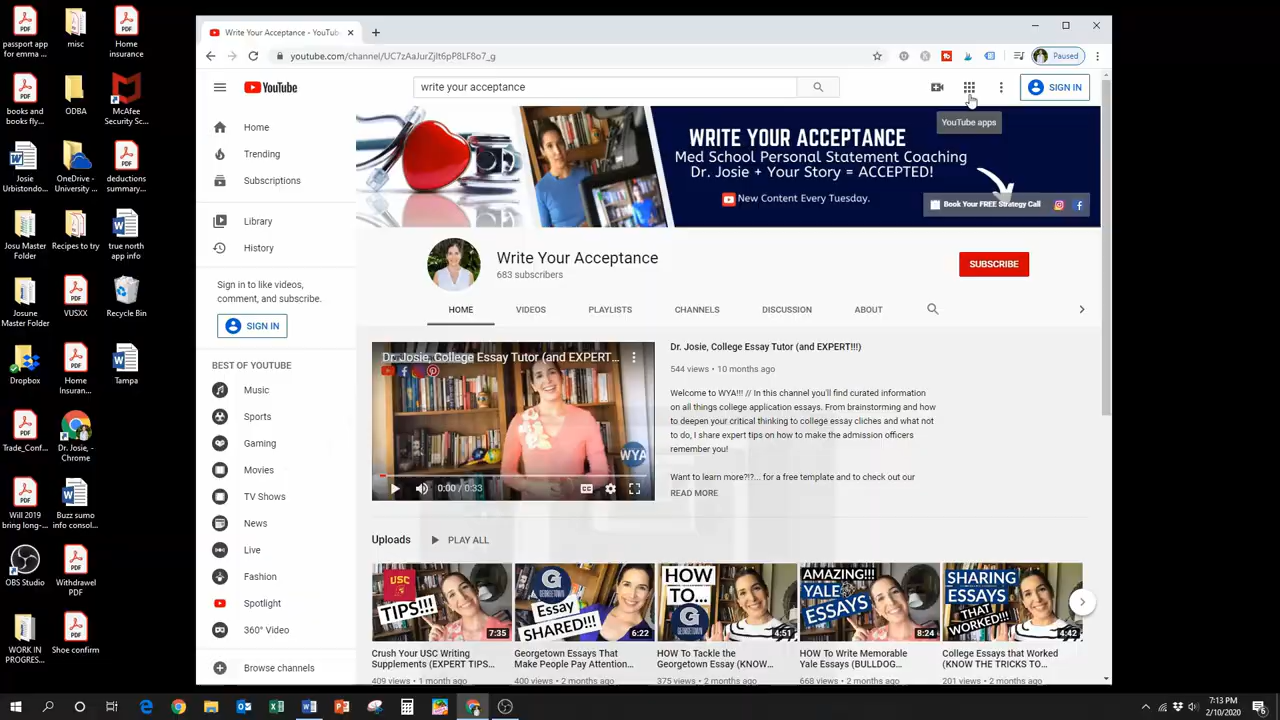 passport app
for emma ...
misc
Home
insurance
books and
books fly...
ODBA
McAfee
Security Sc...
Josie
Urbistondo...
OneDrive -
University ...
deductions
summary...
Josu Master
Folder
Recipes to try
true north
app info
Josune
Master Folder
VUSXX
Recycle Bin
Dropbox
Home
Insuran...
Tampa
Trade_Conf...
Dr. Josie, -
Chrome
Will 2019
bring long-...
Buzz sumo
info consol...
OBS Studio
Withdrawel
PDF
WORK IN
PROGRES...
Shoe confirm
Write Your Acceptance - YouTub
youtube.com/channel/UC7zAaJurZjIt6pP8LF8o7_g
Paused
YouTube
write your acceptance
SIGN IN
YouTube apps
Home
Trending
Subscriptions
Library
History
Sign in to like videos,
comment, and subscribe.
SIGN IN
BEST OF YOUTUBE
Music
Sports
Gaming
Movies
TV Shows
News
Live
Fashion
Spotlight
360° Video
Browse channels
WRITE YOUR ACCEPTANCE
Med School Personal Statement Coaching
Dr. Josie + Your Story = ACCEPTED!
New Content Every Tuesday.
Book Your FREE Strategy Call
Write Your Acceptance
683 subscribers
SUBSCRIBE
HOME VIDEOS PLAYLISTS CHANNELS DISCUSSION ABOUT
Dr. Josie, College Essay Tutor (and EXPERT...
WYA
0:00 / 0:33
Dr. Josie, College Essay Tutor (and EXPERT!!!)
544 views • 10 months ago
Welcome to WYA!!! // In this channel you'll find curated information
on all things college application essays. From brainstorming and how
to deepen your critical thinking to college essay cliches and what not
to do, I share expert tips on how to make the admission officers
remember you!
Want to learn more?!?... for a free template and to check out our
READ MORE
Uploads PLAY ALL
USC
TIPS!!!
7:35
Crush Your USC Writing
Supplements (EXPERT TIPS...
409 views • 1 month ago
G
Essay
SHARED!!!
6:22
Georgetown Essays That
Make People Pay Attention...
400 views • 2 months ago
HOW
TO...
G
4:51
HOW To Tackle the
Georgetown Essay (KNOW...
375 views • 2 months ago
AMAZING!!!
YALE
ESSAYS
8:24
HOW To Write Memorable
Yale Essays (BULLDOG...
668 views • 2 months ago
SHARING
ESSAYS
THAT
WORKED!!!
4:42
College Essays that Worked
(KNOW THE TRICKS TO...
201 views • 2 months ago
7:13 PM
2/10/2020